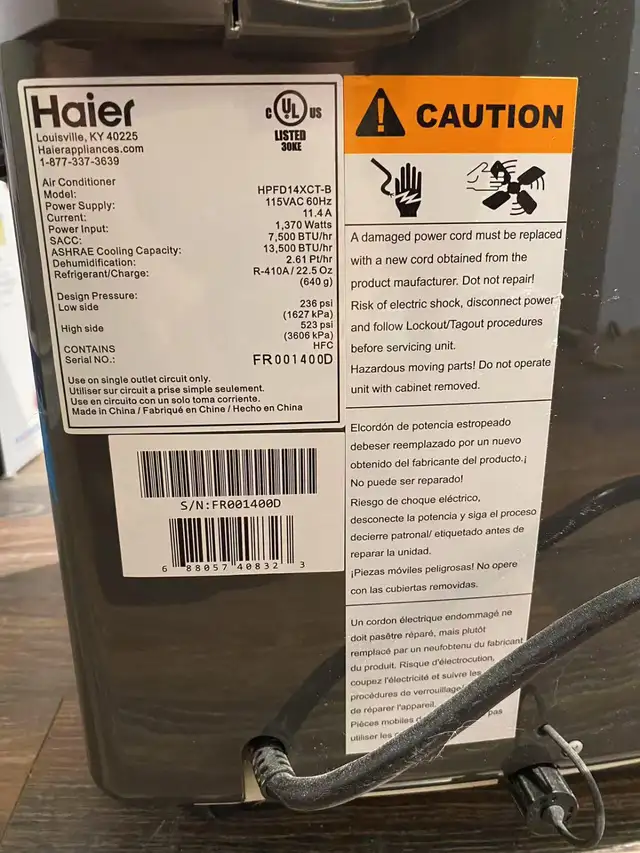 Haier
Louisville, KY 40225
Haierappliances.com
1-877-337-3639
C UL US
LISTED
30KE
Air Conditioner
Model: HPFD14XCT-B
Power Supply: 115VAC 60Hz
Current: 11.4A
Power Input: 1,370 Watts
SACC: 7,500 BTU/hr
ASHRAE Cooling Capacity: 13,500 BTU/hr
Dehumidification: 2.61 Pt/hr
Refrigerant/Charge: R-410A / 22.5 Oz
(640 g)
Design Pressure:
Low side 236 psi
(1627 kPa)
High side 523 psi
(3606 kPa)
CONTAINS HFC
Serial NO.: FR001400D
Use on single outlet circuit only.
Utiliser sur circuit a prise simple seulement.
Use en circuito con un solo toma corriente.
Made in China / Fabriqué en Chine / Hecho en China
S/N:FR001400D
6 88057 40832 3
CAUTION
A damaged power cord must be replaced
with a new cord obtained from the
product maufacturer. Dot not repair!
Risk of electric shock, disconnect power
and follow Lockout/Tagout procedures
before servicing unit.
Hazardous moving parts! Do not operate
unit with cabinet removed.
Elcordón de potencia estropeado
debeser reemplazado por un nuevo
obtenido del fabricante del producto.¡
No puede ser reparado!
Riesgo de choque eléctrico,
desconecte la potencia y siga el proceso
decierre patronal/ etiquetado antes de
reparar la unidad.
¡Piezas móviles peligrosas! No opere
con las cubiertas removidas.
Un cordon électrique endommagé ne
doit pasêtre réparé, mais plutôt
remplacé par un neufobtenu du fabricant
du produit. Risque d'électrocution,
coupez l'électricité et suivre les
procédures de verrouillage/
de réparer l'appareil.
Pièces mobiles d pas
utiliser les